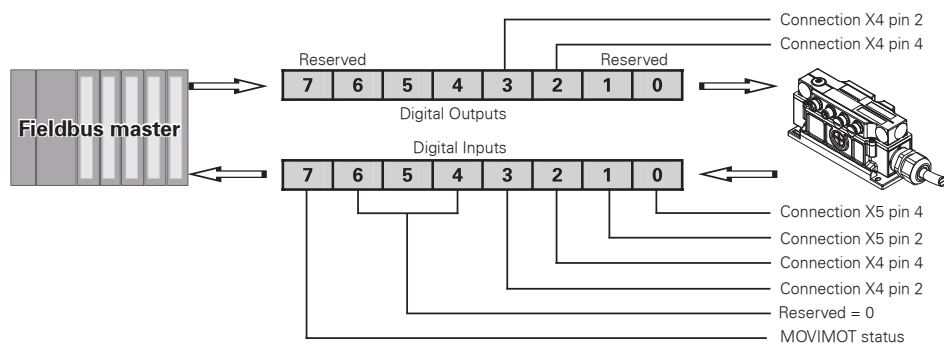 Connection X4 pin 2
Connection X4 pin 4
Reserved Reserved
7 6 5 4 3 2 1 0
Digital Outputs
Fieldbus master
Digital Inputs
7 6 5 4 3 2 1 0
Connection X5 pin 4
Connection X5 pin 2
Connection X4 pin 4
Connection X4 pin 2
Reserved = 0
MOVIMOT status